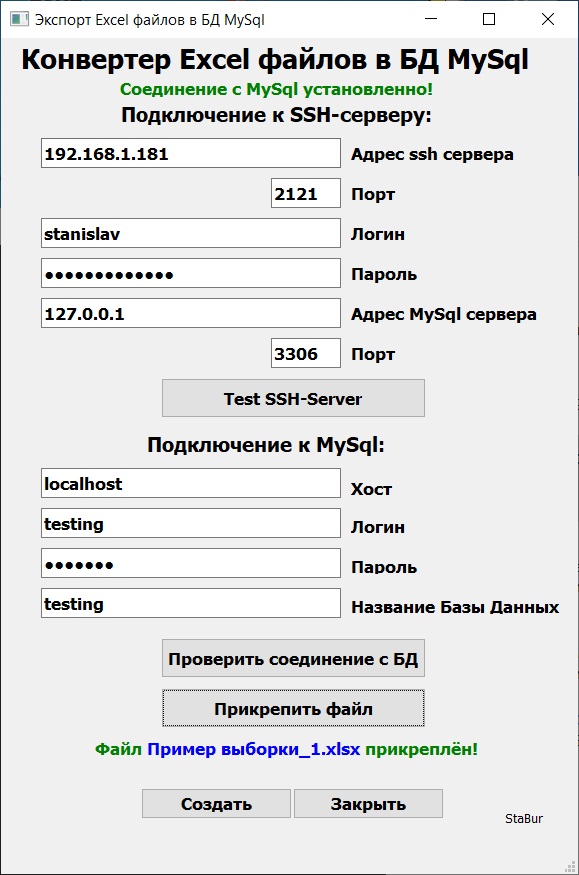 Экспорт Excel файлов в БД MySql
Конвертер Excel файлов в БД MySql
Соединение с MySql установленно!
Подключение к SSH-серверу:
192.168.1.181 Адрес ssh сервера
2121 Порт
stanislav Логин
●●●●●●●●●●●●● Пароль
127.0.0.1 Адрес MySql сервера
3306 Порт
Test SSH-Server
Подключение к MySql:
localhost Хост
testing Логин
●●●●●●● Пароль
testing Название Базы Данных
Проверить соединение с БД
Прикрепить файл
Файл Пример выборки_1.xlsx прикреплён!
Создать Закрыть
StaBur